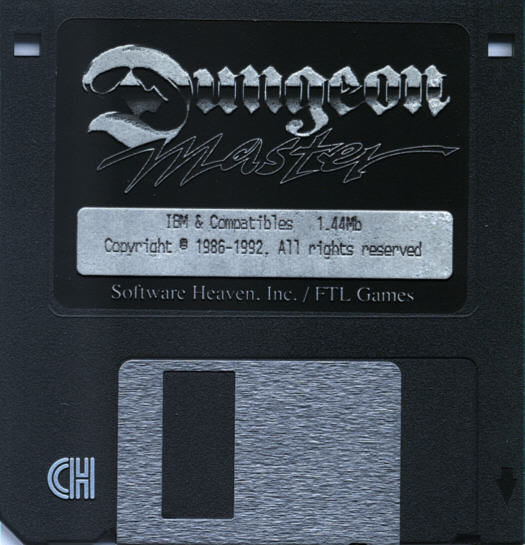 Dungeon
Master
IBM & Compatibles 1.44Mb
Copyright © 1986-1992, All rights reserved
Software Heaven, Inc. / FTL Games
CH